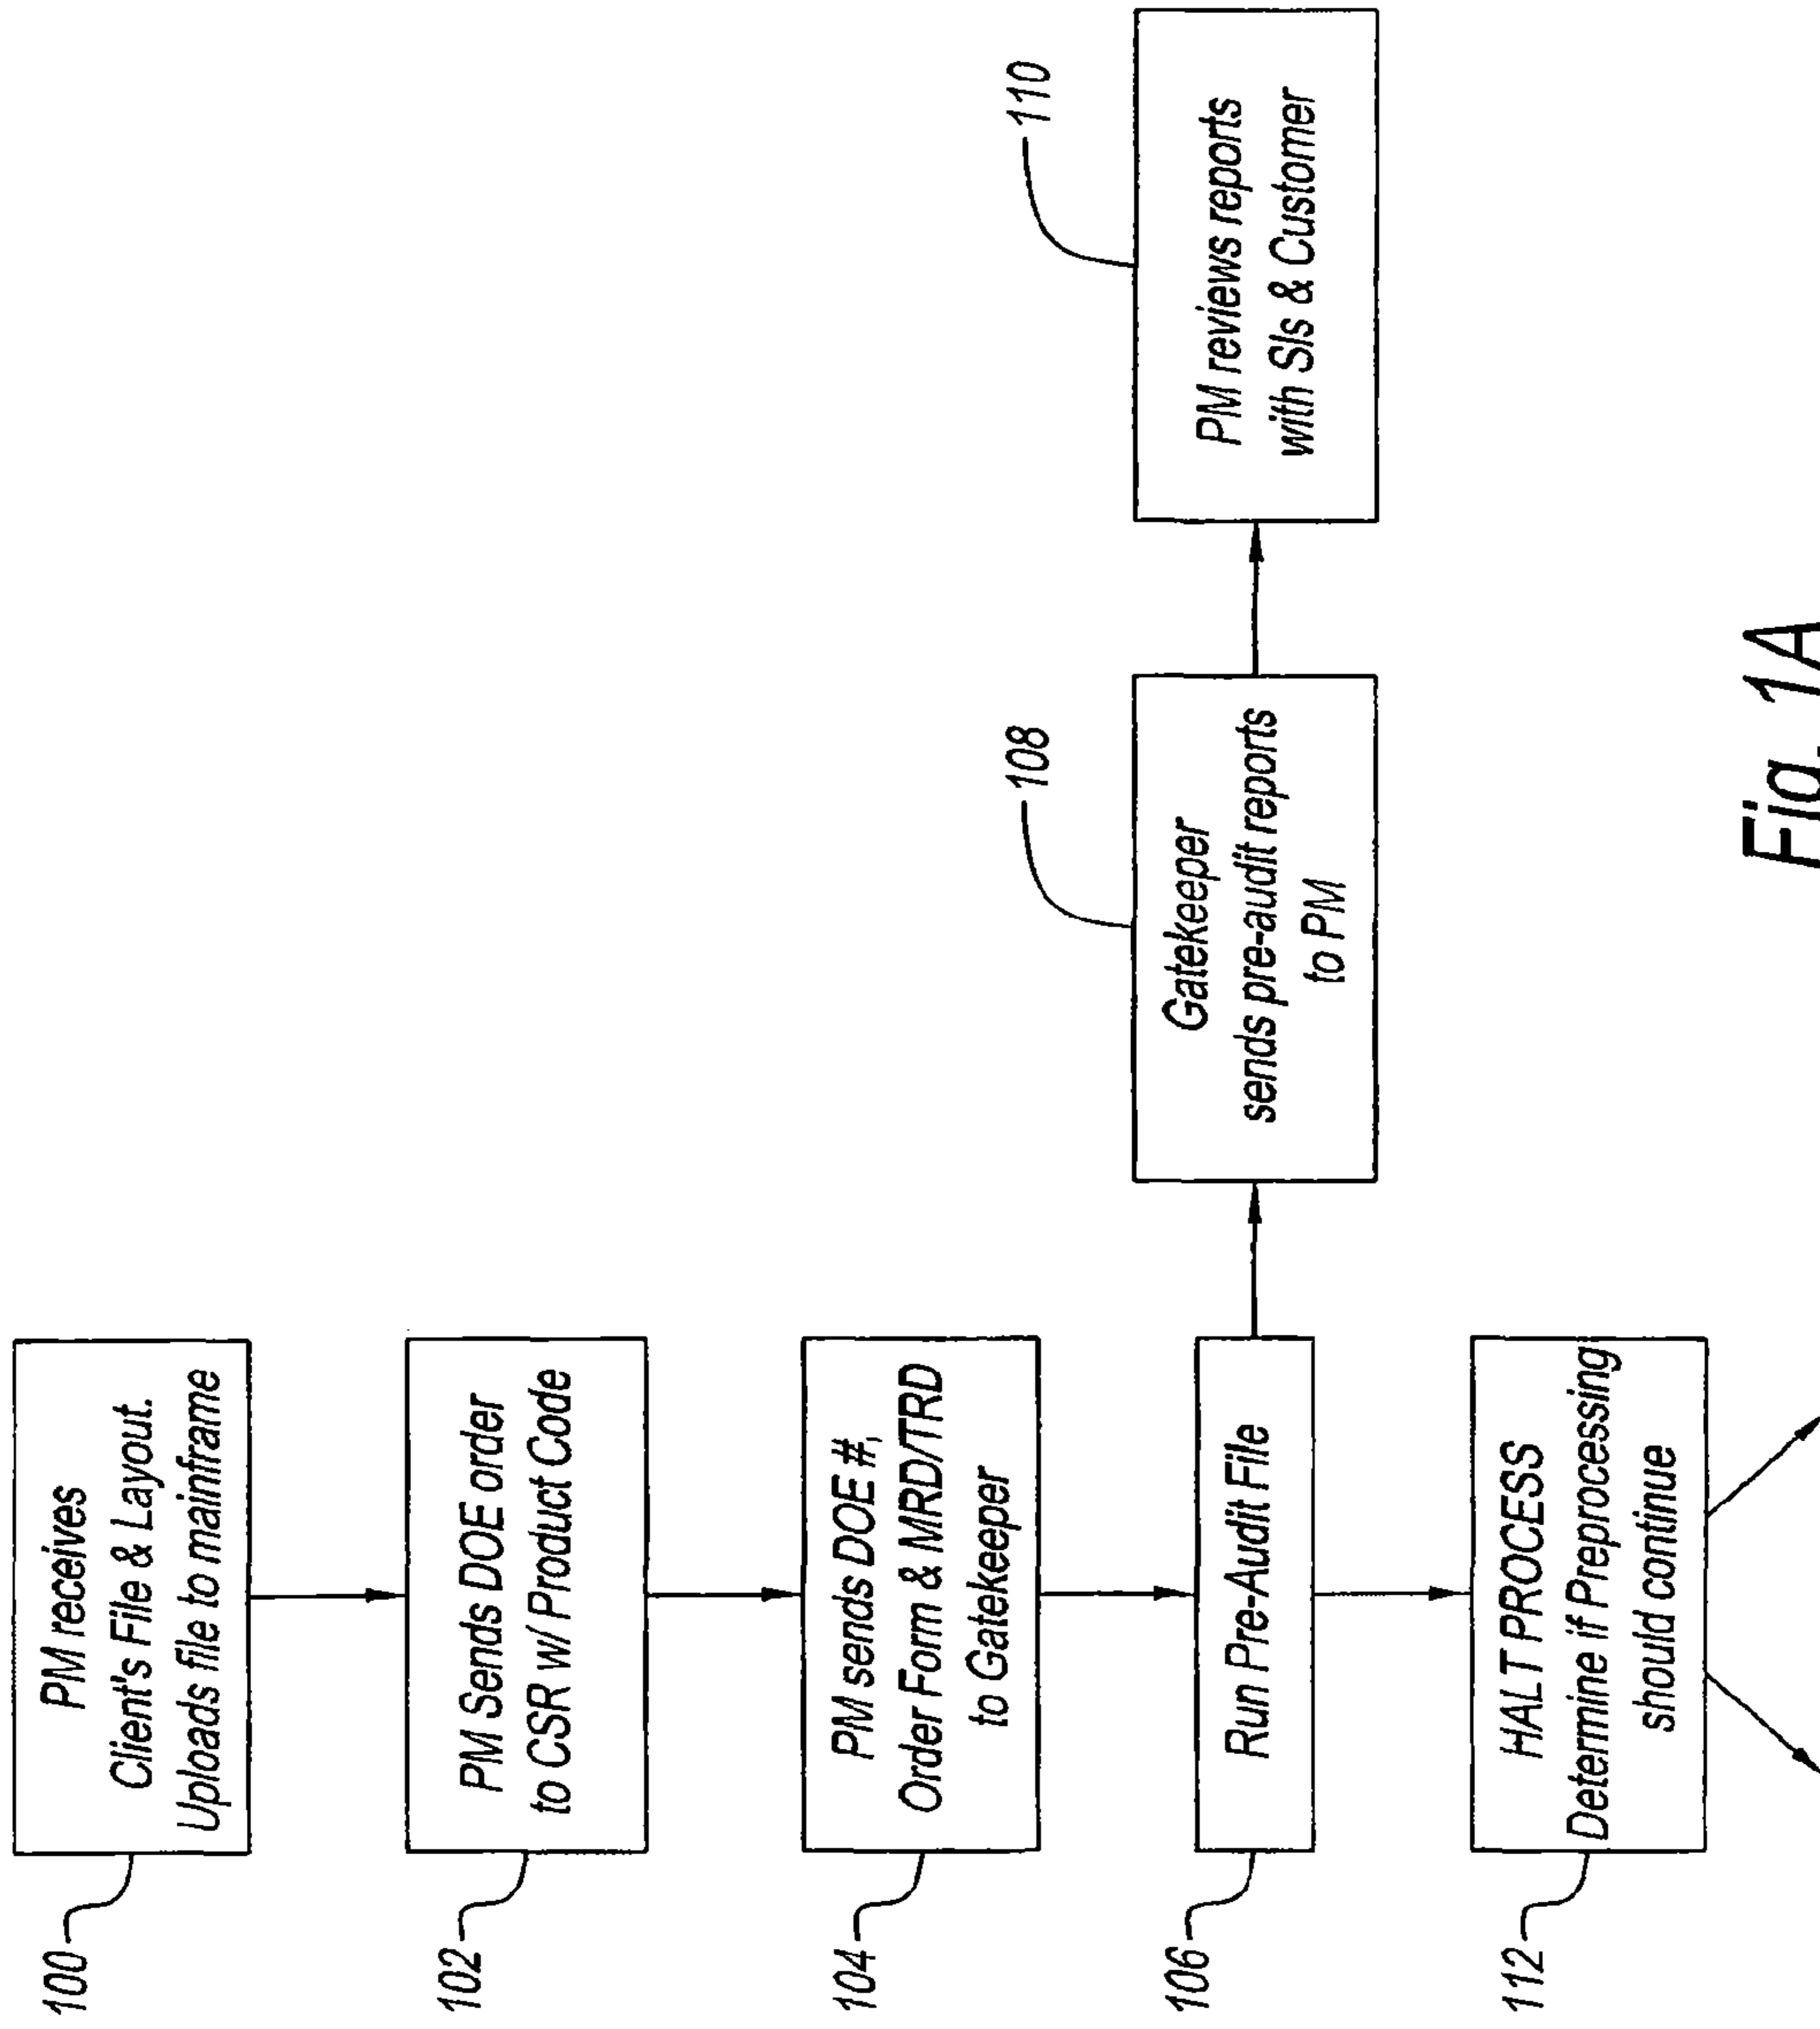 100
PM receives
Client's File & Layout.
Uploads file to mainframe
102
PM Sends DOE order
to CSR w/ Product Code
104
PM sends DOE #,
Order Form & MRD/TRD
to Gatekeeper
106
Run Pre-Audit File
108
Gatekeeper
sends pre-audit reports
to PM
110
PM reviews reports
with SIs & Customer
112
HALT PROCESS
Determine if Preprocessing
should continue
Fig. 1A